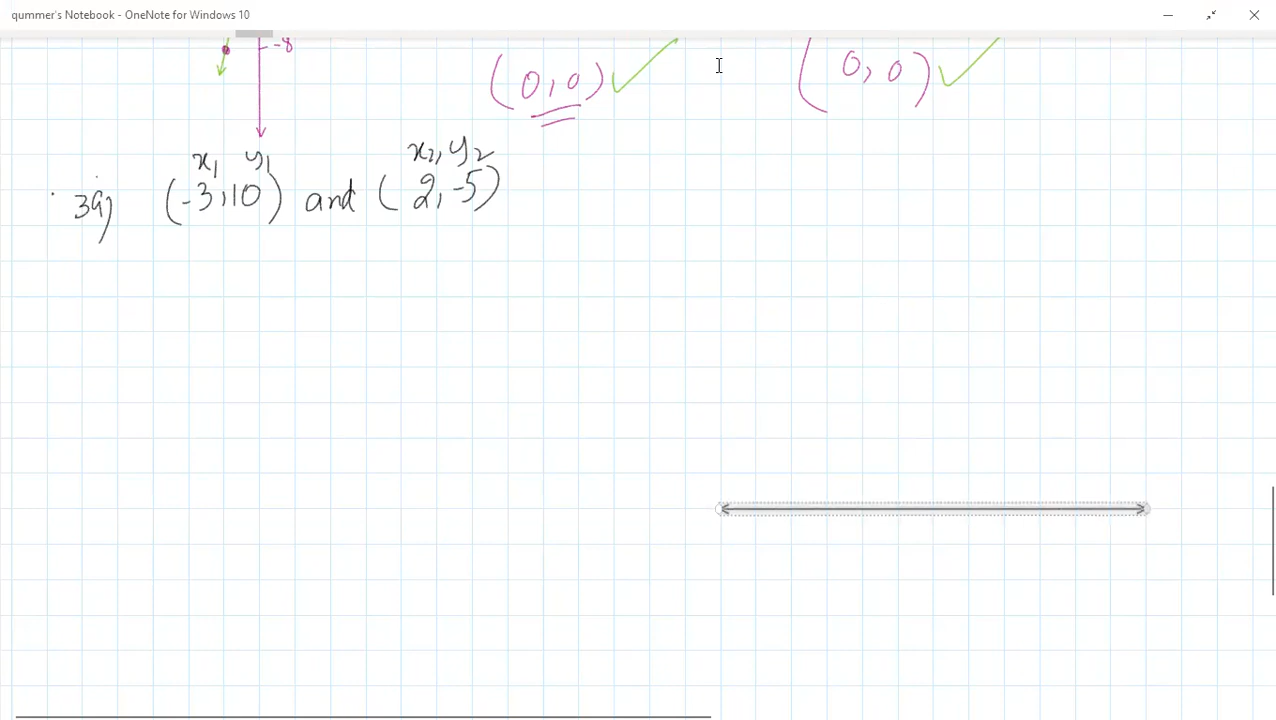 qummer's Notebook - OneNote for Windows 10
-8
(0,0)
(0,0)
x1 y1
x2, y2
39) (-3,10) and (2,-5)